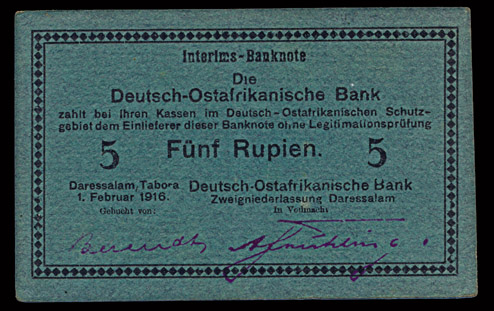 Interims-Banknote
Die
Deutsch-Ostafrikanische Bank
zahlt bei Ihren Kassen im Deutsch-Ostafrikanischen Schutz-
gebiet dem Einlieferer dieser Banknote ohne Legitimationsprüfung
5 Fünf Rupien. 5
Daressalam, Tabora
1. Februar 1916.
Gebucht von:
Deutsch-Ostafrikanische Bank
Zweigniederlassung Daressalam
In Vollmacht